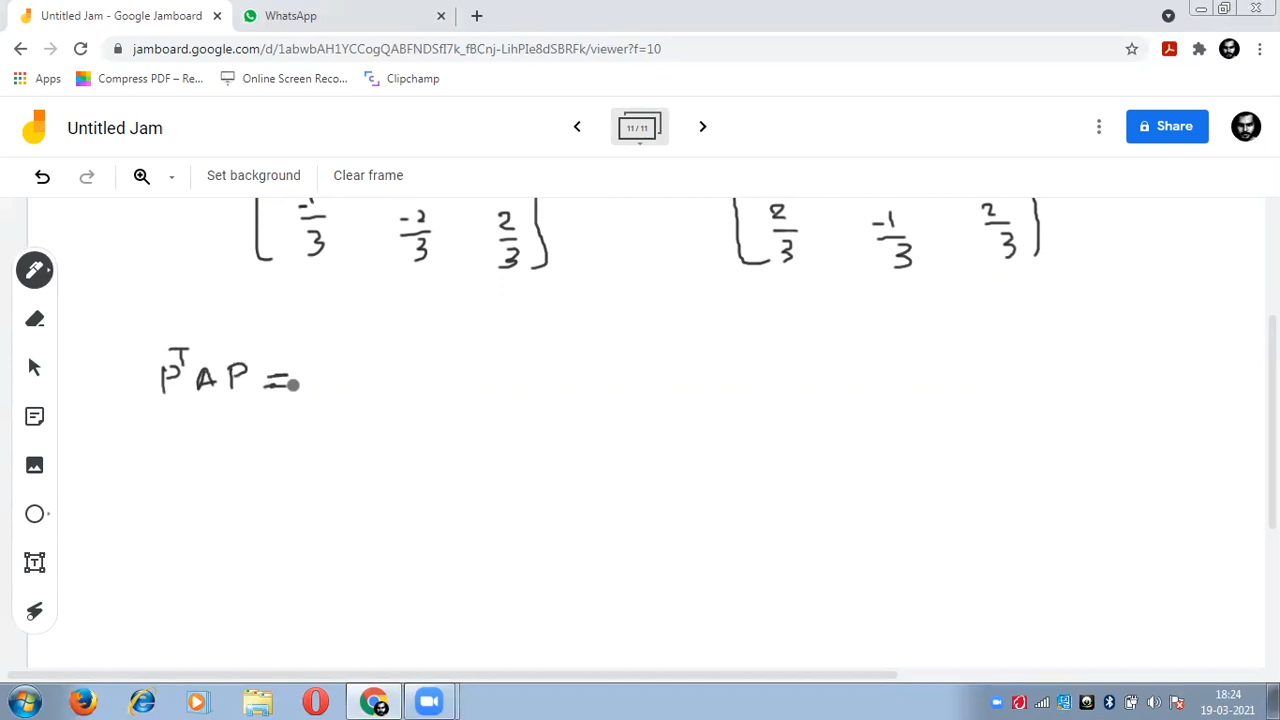 Untitled Jam - Google Jamboard
WhatsApp
jamboard.google.com/d/1abwbAH1YCCogQABFNDSfI7k_fBCnj-LihPIe8dSBRFk/viewer?f=10
Apps
Compress PDF – Re...
Online Screen Reco...
Clipchamp
Untitled Jam
11 / 11
Share
Set background
Clear frame
-1/3 -2/3 2/3
2/3 -1/3 2/3
P^T A P =
18:24
19-03-2021